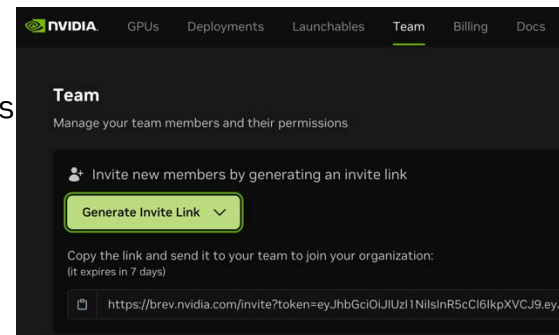 NVIDIA. GPUs Deployments Launchables Team Billing Docs
s
Team
Manage your team members and their permissions
Invite new members by generating an invite link
Generate Invite Link
Copy the link and send it to your team to join your organization:
(it expires in 7 days)
https://brev.nvidia.com/invite?token=eyJhbGciOiJIUzI1NiIsInR5cCI6IkpXVCJ9.eyJ